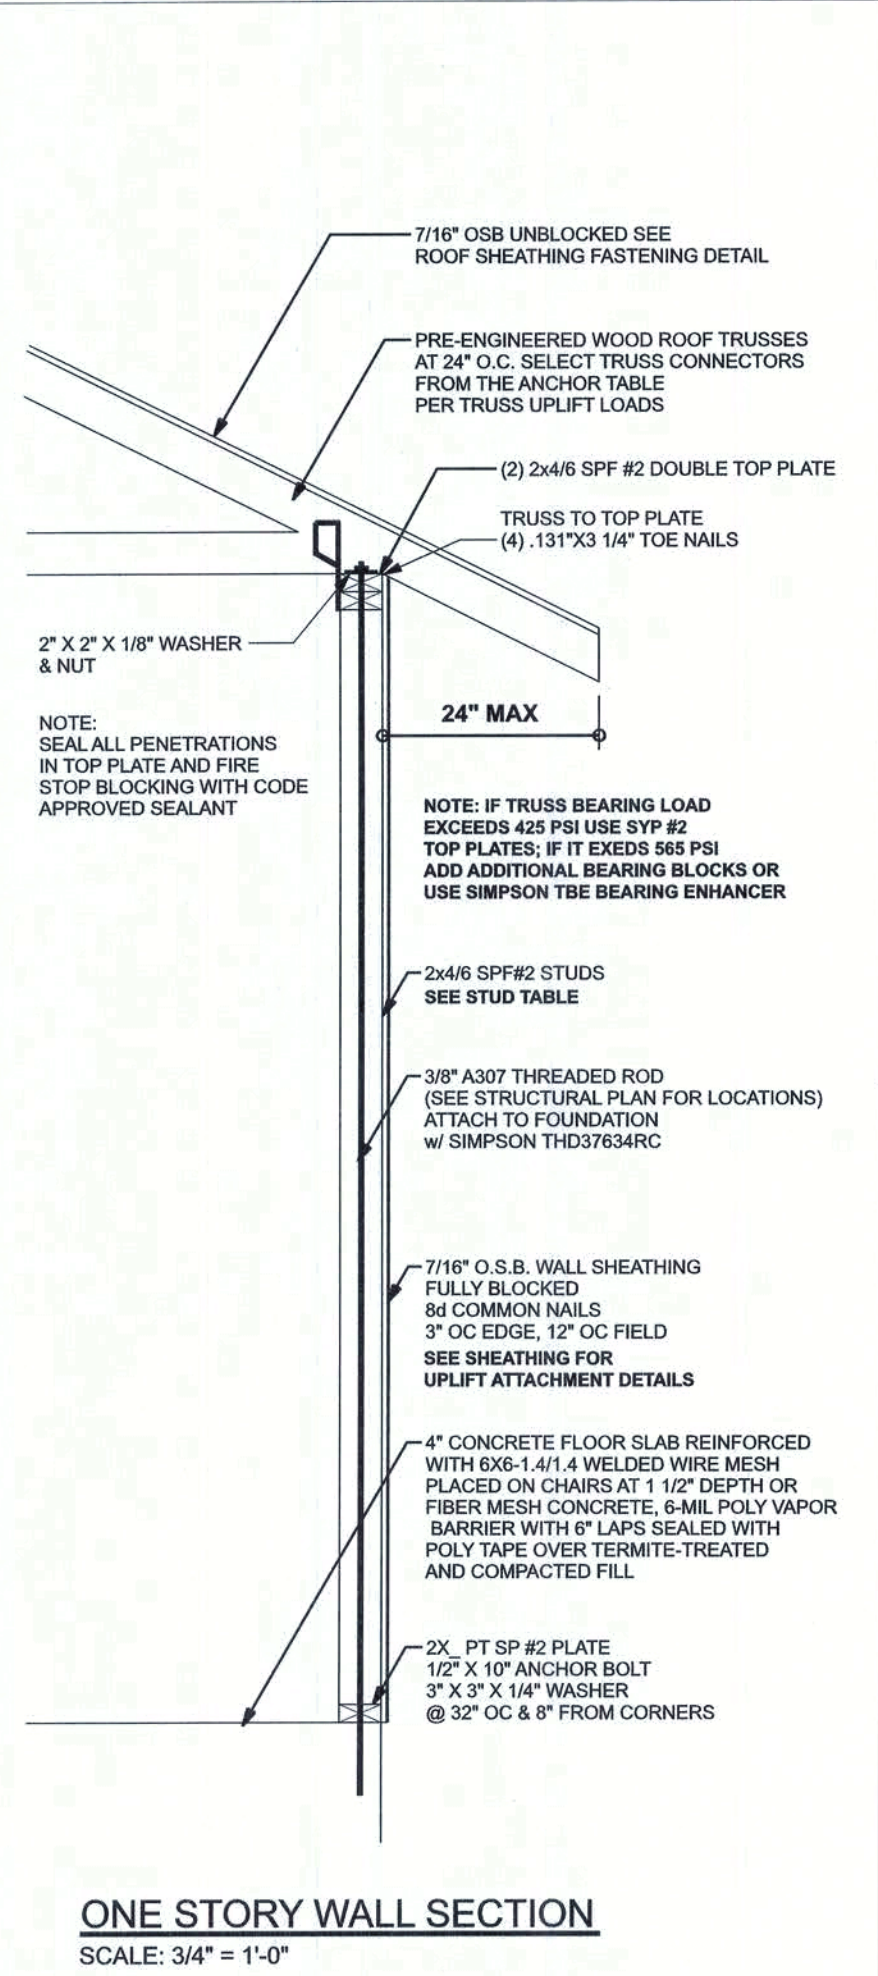 7/16" OSB UNBLOCKED SEE
ROOF SHEATHING FASTENING DETAIL
PRE-ENGINEERED WOOD ROOF TRUSSES
AT 24" O.C. SELECT TRUSS CONNECTORS
FROM THE ANCHOR TABLE
PER TRUSS UPLIFT LOADS
(2) 2x4/6 SPF #2 DOUBLE TOP PLATE
TRUSS TO TOP PLATE
(4) .131"X3 1/4" TOE NAILS
2" X 2" X 1/8" WASHER
& NUT
24" MAX
NOTE:
SEAL ALL PENETRATIONS
IN TOP PLATE AND FIRE
STOP BLOCKING WITH CODE
APPROVED SEALANT
NOTE: IF TRUSS BEARING LOAD
EXCEEDS 425 PSI USE SYP #2
TOP PLATES; IF IT EXEDS 565 PSI
ADD ADDITIONAL BEARING BLOCKS OR
USE SIMPSON TBE BEARING ENHANCER
2x4/6 SPF#2 STUDS
SEE STUD TABLE
3/8" A307 THREADED ROD
(SEE STRUCTURAL PLAN FOR LOCATIONS)
ATTACH TO FOUNDATION
w/ SIMPSON THD37634RC
7/16" O.S.B. WALL SHEATHING
FULLY BLOCKED
8d COMMON NAILS
3" OC EDGE, 12" OC FIELD
SEE SHEATHING FOR
UPLIFT ATTACHMENT DETAILS
4" CONCRETE FLOOR SLAB REINFORCED
WITH 6X6-1.4/1.4 WELDED WIRE MESH
PLACED ON CHAIRS AT 1 1/2" DEPTH OR
FIBER MESH CONCRETE, 6-MIL POLY VAPOR
BARRIER WITH 6" LAPS SEALED WITH
POLY TAPE OVER TERMITE-TREATED
AND COMPACTED FILL
2X_ PT SP #2 PLATE
1/2" X 10" ANCHOR BOLT
3" X 3" X 1/4" WASHER
@ 32" OC & 8" FROM CORNERS
ONE STORY WALL SECTION
SCALE: 3/4" = 1'-0"